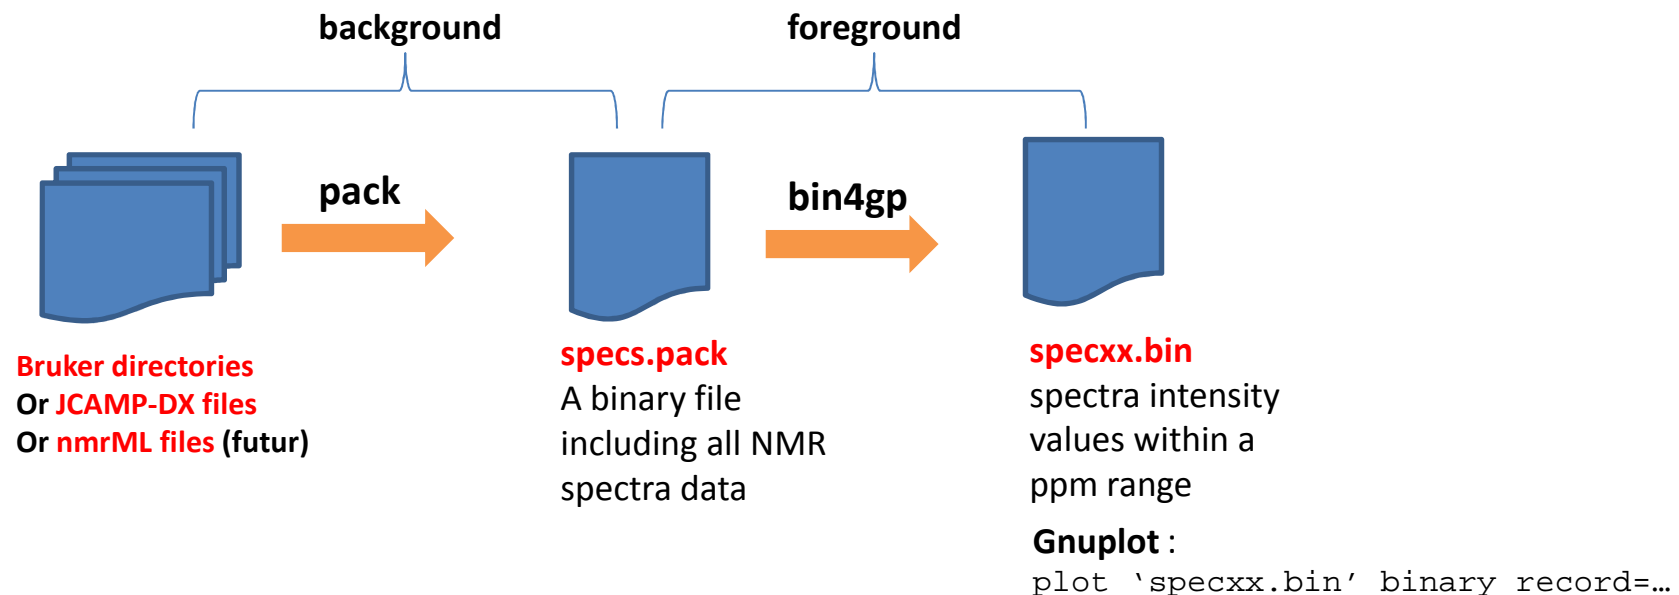 background
foreground
pack
bin4gp
Bruker directories
Or JCAMP-DX files
Or nmrML files (futur)
specs.pack
A binary file
including all NMR
spectra data
specxx.bin
spectra intensity
values within a
ppm range
Gnuplot :
plot ‘specxx.bin’ binary record=…